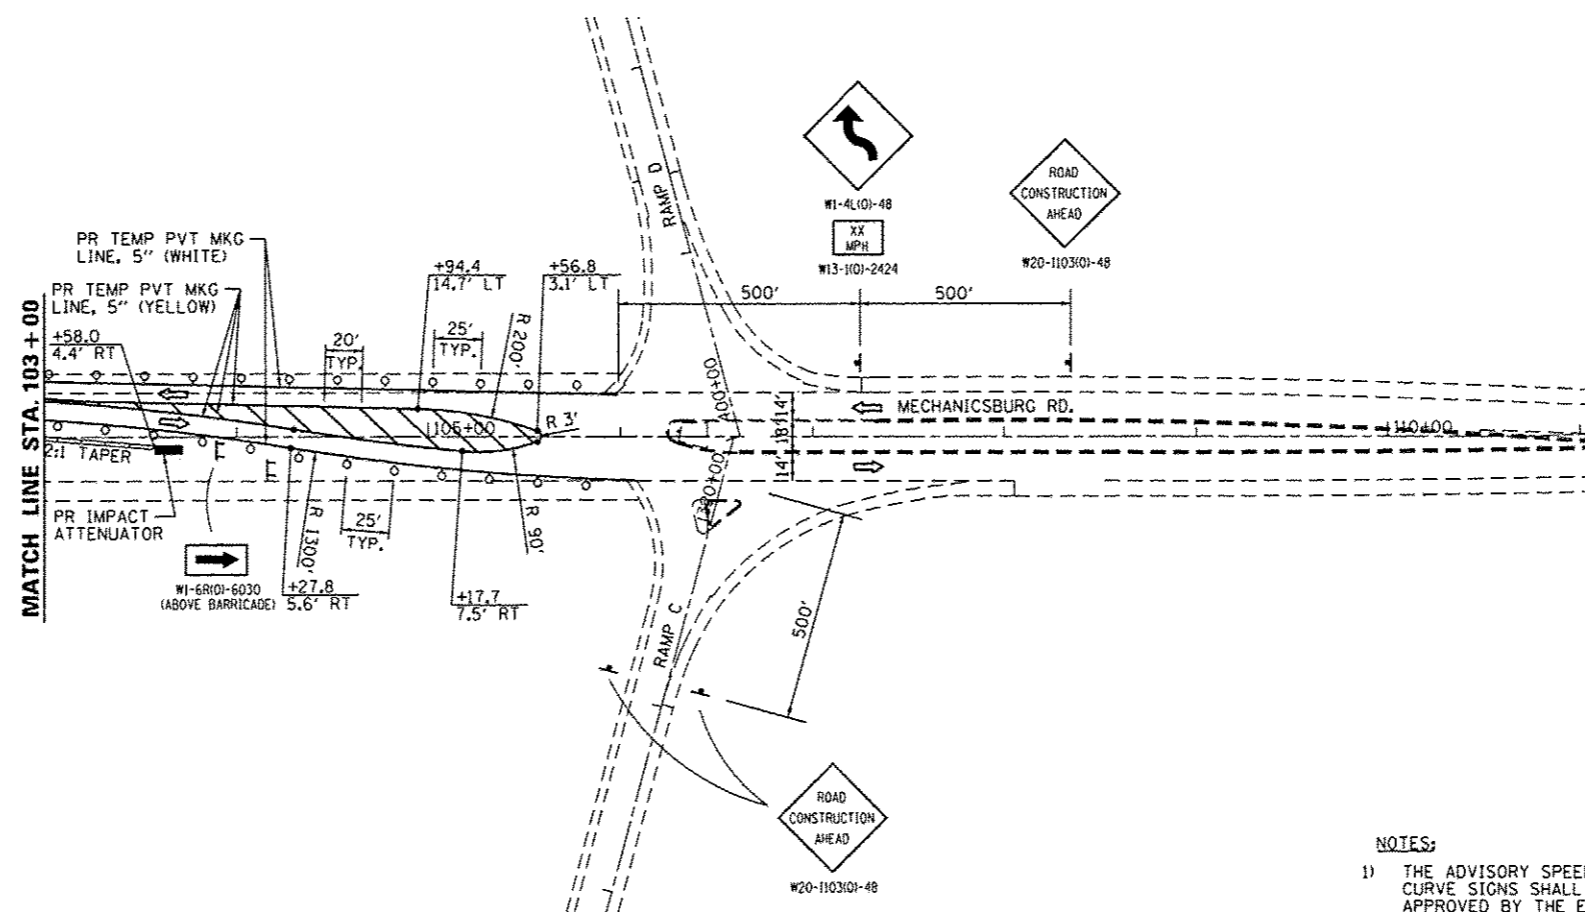 MATCH LINE STA. 103+00
PR TEMP PVT MKG
LINE, 5" (WHITE)
PR TEMP PVT MKG
LINE, 5" (YELLOW)
+58.0
4.4' RT
20'
TYP.
25'
TYP.
+94.4
14.7' LT
R 200'
+56.8
3.1' LT
R 3'
105+00
2:1 TAPER
PR IMPACT
ATTENUATOR
W1-6R(O)-6030
(ABOVE BARRICADE)
R 1300'
+27.8
5.6' RT
25'
TYP.
+17.7
7.5' RT
R 90'
RAMP D
500'
500'
W1-4L(O)-48
XX
MPH
W13-1(O)-2424
ROAD
CONSTRUCTION
AHEAD
W20-1103(O)-48
14'
18'
14'
MECHANICSBURG RD.
110+00
RAMP C
500'
ROAD
CONSTRUCTION
AHEAD
W20-1103(O)-48
NOTES:
1) THE ADVISORY SPEE
CURVE SIGNS SHALL
APPROVED BY THE E